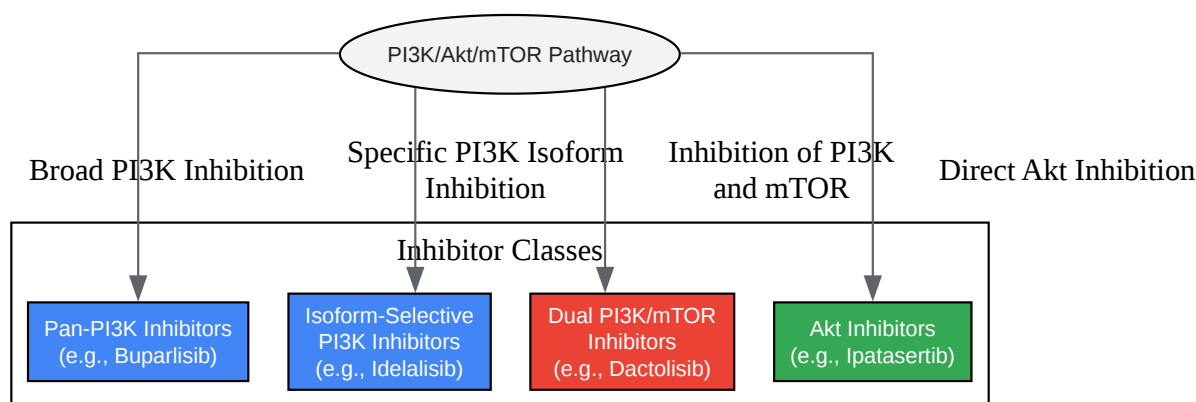 PI3K/Akt/mTOR Pathway
Broad PI3K Inhibition
Specific PI3K Isoform
Inhibition
Inhibition of PI3K
and mTOR
Direct Akt Inhibition
Inhibitor Classes
Pan-PI3K Inhibitors
(e.g., Buparlisib)
Isoform-Selective
PI3K Inhibitors
(e.g., Idelalisib)
Dual PI3K/mTOR
Inhibitors
(e.g., Dactolisib)
Akt Inhibitors
(e.g., Ipatasertib)